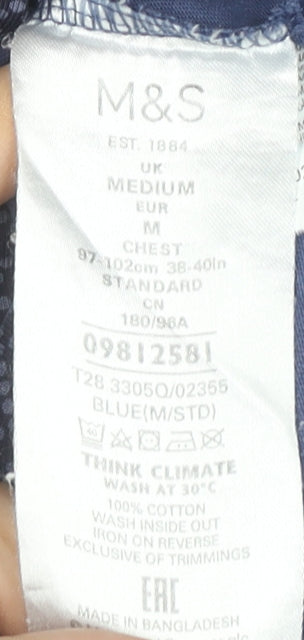 M&S
EST. 1884
UK
MEDIUM
EUR
M
CHEST
97-102cm 38-40In
STANDARD
CN
180/96A
09812581
T28 3305O/02355
BLUE(M/STD)
THINK CLIMATE
WASH AT 30°C
100% COTTON
WASH INSIDE OUT
IRON ON REVERSE
EXCLUSIVE OF TRIMMINGS
EAC
MADE IN BANGLADESH